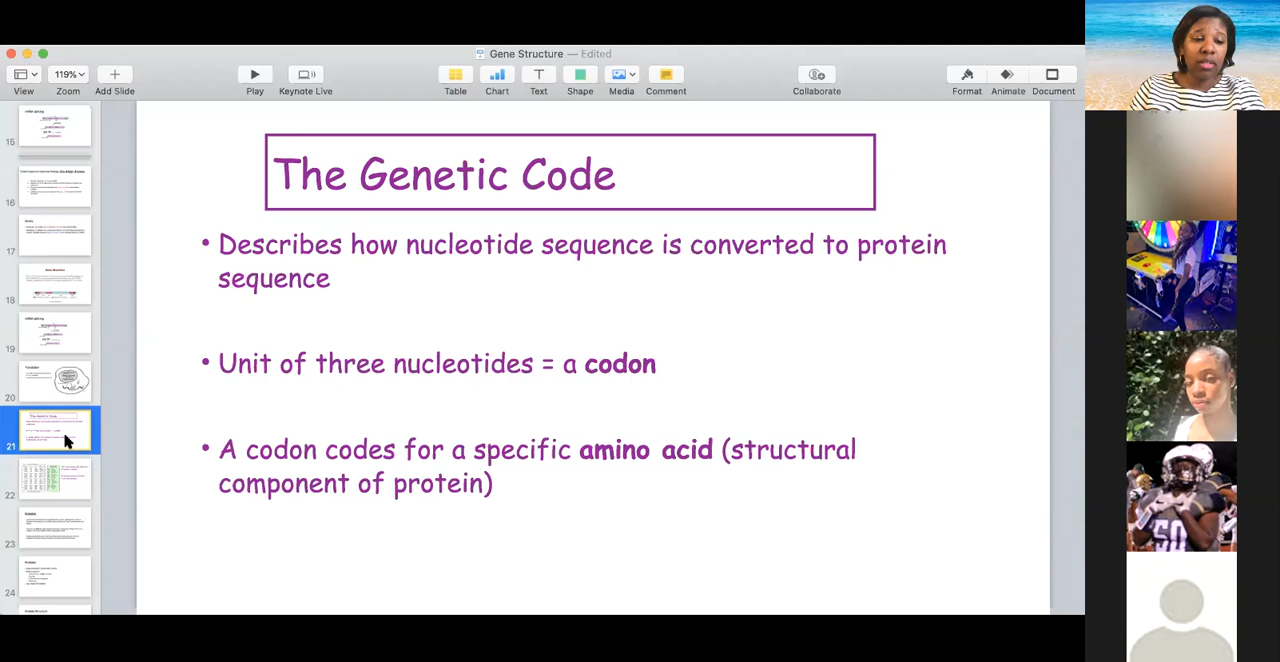 Gene Structure — Edited
119%
View
Zoom
Add Slide
Play
Keynote Live
Table
Chart
Text
Shape
Media
Comment
Collaborate
Format
Animate
Document
15
16
17
18
19
20
21
22
23
24
The Genetic Code
• Describes how nucleotide sequence is converted to protein
sequence
• Unit of three nucleotides = a codon
• A codon codes for a specific amino acid (structural
component of protein)
50